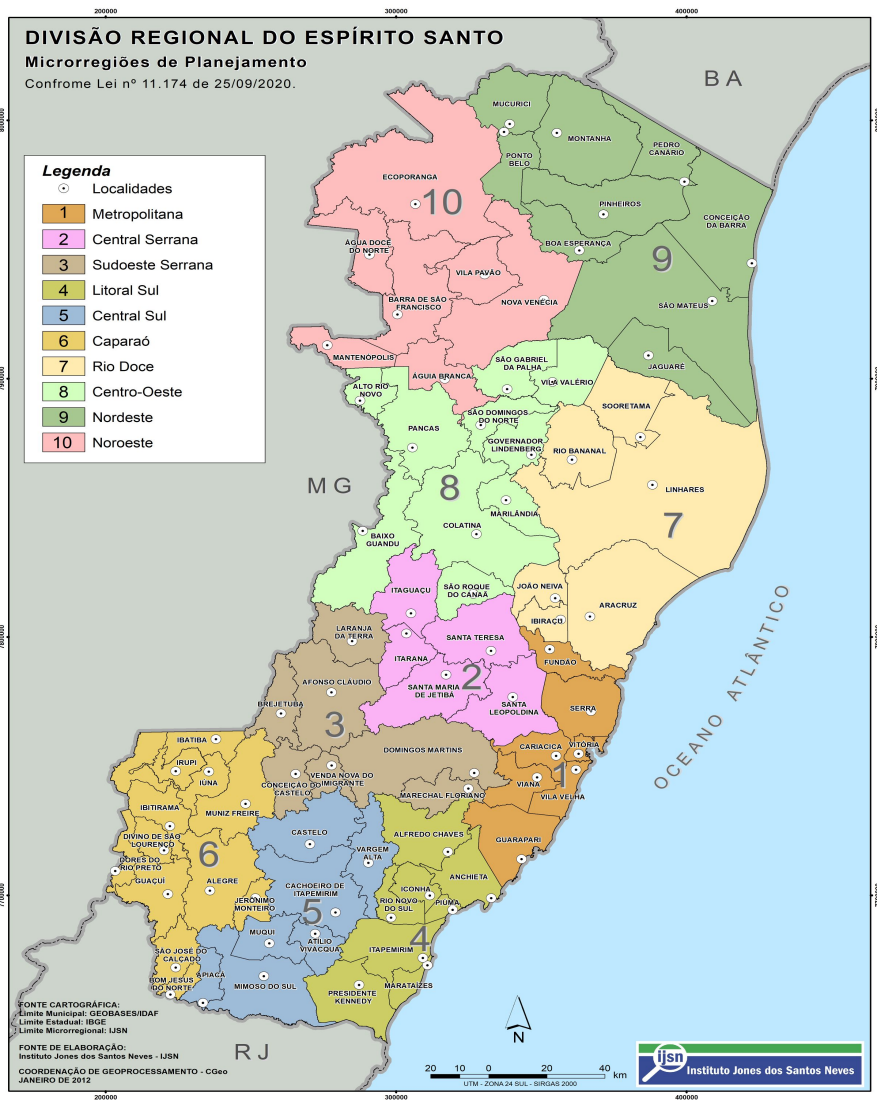 200000
300000
400000
DIVISÃO REGIONAL DO ESPÍRITO SANTO
Microrregiões de Planejamento
Confrome Lei nº 11.174 de 25/09/2020.
BA
Legenda
Localidades
1 Metropolitana
2 Central Serrana
3 Sudoeste Serrana
4 Litoral Sul
5 Central Sul
6 Caparaó
7 Rio Doce
8 Centro-Oeste
9 Nordeste
10 Noroeste
MUCURICI
MONTANHA
PEDRO
CANÁRIO
PONTO
BELO
ECOPORANGA
10
PINHEIROS
CONCEIÇÃO
DA BARRA
ÁGUA DOCE
DO NORTE
BOA ESPERANÇA
9
VILA PAVÃO
BARRA DE SÃO
FRANCISCO
NOVA VENÉCIA
SÃO MATEUS
MANTENÓPOLIS
ÁGUIA BRANCA
SÃO GABRIEL
DA PALHA
JAGUARÉ
VILA VALÉRIO
ALTO RIO
NOVO
SOORETAMA
SÃO DOMINGOS
DO NORTE
PANCAS
GOVERNADOR
LINDENBERG
RIO BANANAL
MG
8
LINHARES
MARILÂNDIA
COLATINA
7
BAIXO
GUANDU
ITAGUAÇU
SÃO ROQUE
DO CANAÃ
JOÃO NEIVA
ARACRUZ
IBIRAÇU
LARANJA
DA TERRA
SANTA TERESA
ITARANA
FUNDÃO
OCEANO ATLÂNTICO
2
AFONSO CLÁUDIO
SANTA MARIA
DE JETIBÁ
BREJETUBA
SANTA
LEOPOLDINA
SERRA
3
IBATIBA
DOMINGOS MARTINS
CARIACICA
VITÓRIA
IRUPI
IÚNA
VENDA NOVA DO
IMIGRANTE
CONCEIÇÃO DO
CASTELO
1
VIANA
MARECHAL FLORIANO
VILA VELHA
IBITIRAMA
MUNIZ FREIRE
DIVINO DE SÃO
LOURENÇO
CASTELO
ALFREDO CHAVES
GUARAPARI
6
VARGEM
ALTA
DORES DO
RIO PRETO
GUAÇUÍ
ALEGRE
CACHOEIRO DE
ITAPEMIRIM
ANCHIETA
ICONHA
JERÔNIMO
MONTEIRO
RIO NOVO
DO SUL
PIÚMA
5
MUQUI
ATÍLIO
VIVACQUA
4
ITAPEMIRIM
SÃO JOSÉ DO
CALÇADO
APIACÁ
MIMOSO DO SUL
BOM JESUS
DO NORTE
MARATAÍZES
PRESIDENTE
KENNEDY
RJ
FONTE CARTOGRÁFICA:
Limite Municipal: GEOBASES/IDAF
Limite Estadual: IBGE
Limite Microrregional: IJSN
FONTE DE ELABORAÇÃO:
Instituto Jones dos Santos Neves - IJSN
COORDENAÇÃO DE GEOPROCESSAMENTO - CGeo
JANEIRO DE 2012
N
20 10 0 20 40 km
UTM - ZONA 24 SUL - SIRGAS 2000
ijsn
Instituto Jones dos Santos Neves
200000
300000
400000